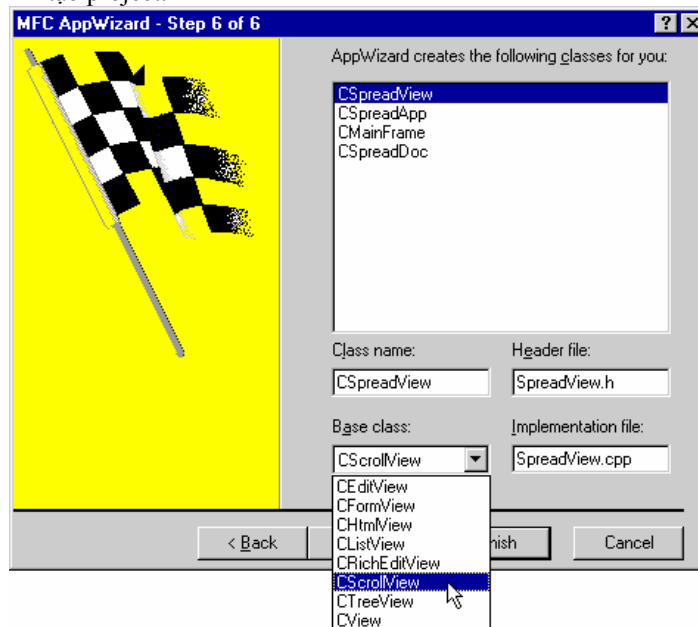 project.
MFC AppWizard - Step 6 of 6
AppWizard creates the following classes for you:
CSpreadView
CSpreadApp
CMainFrame
CSpreadDoc
Class name:
Header file:
CSpreadView
SpreadView.h
Base class:
Implementation file:
CScrollView
SpreadView.cpp
CEditView
CFormView
CHtmlView
CListView
CRichEditView
CScrollView
CTreeView
CView
< Back
nish
Cancel